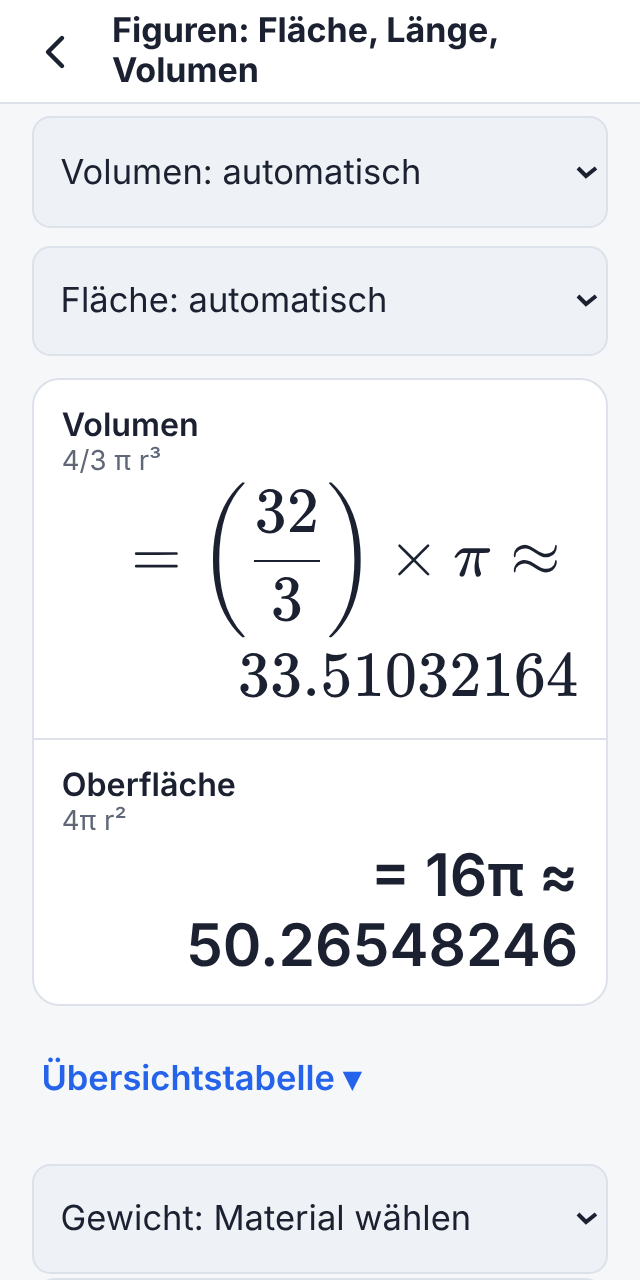 Figuren: Fläche, Länge,
Volumen
Volumen: automatisch
Fläche: automatisch
Volumen
4/3 π r³
= (32/3) × π ≈
33.51032164
Oberfläche
4π r²
= 16π ≈
50.26548246
Übersichtstabelle ▾
Gewicht: Material wählen